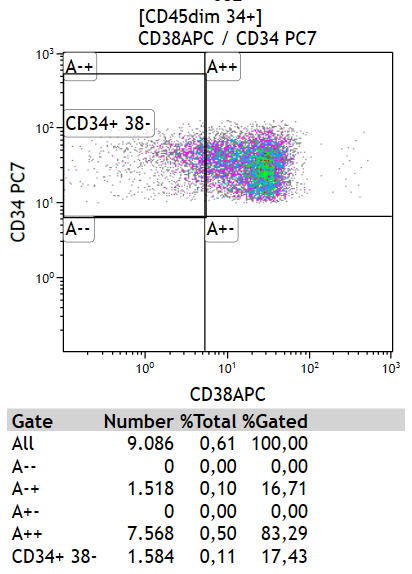 [CD45dim 34+]
CD38APC / CD34 PC7
10³
A-+
A++
CD34+ 38-
10²
CD34 PC7
10¹
A--
A+-
10⁰
10⁰ 10¹ 10² 10³
CD38APC
Gate Number %Total %Gated
All 9.086 0,61 100,00
A-- 0 0,00 0,00
A-+ 1.518 0,10 16,71
A+- 0 0,00 0,00
A++ 7.568 0,50 83,29
CD34+ 38- 1.584 0,11 17,43